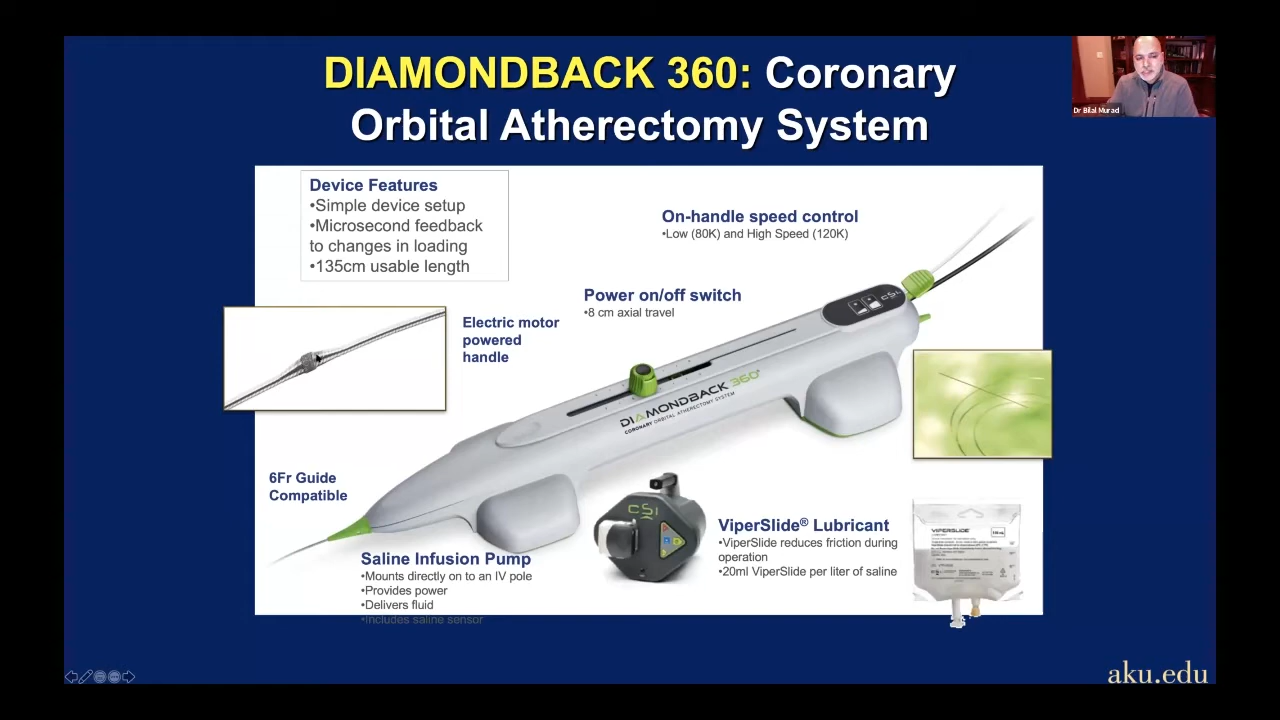 DIAMONDBACK 360: Coronary
Orbital Atherectomy System
Dr Bilal Murad
Device Features
•Simple device setup
•Microsecond feedback
to changes in loading
•135cm usable length
On-handle speed control
•Low (80K) and High Speed (120K)
Power on/off switch
•8 cm axial travel
Electric motor
powered
handle
CSI
DIAMONDBACK 360°
CORONARY ORBITAL ATHERECTOMY SYSTEM
6Fr Guide
Compatible
CSI
Saline Infusion Pump
•Mounts directly on to an IV pole
•Provides power
•Delivers fluid
•Includes saline sensor
ViperSlide® Lubricant
•ViperSlide reduces friction during
operation
•20ml ViperSlide per liter of saline
VIPERSLIDE
aku.edu